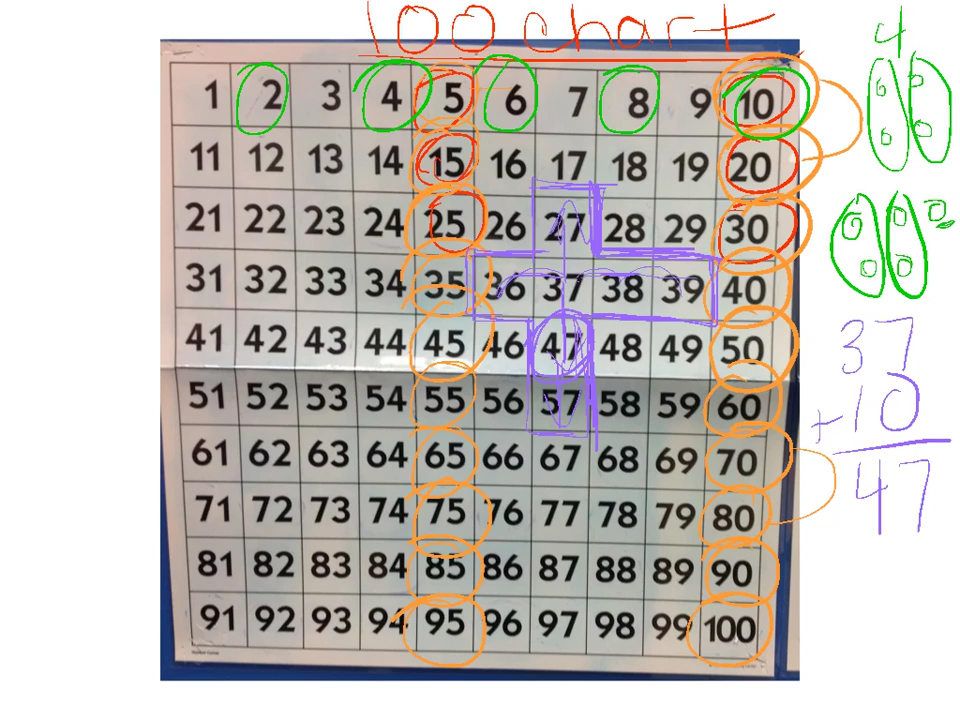 100 chart
1 2 3 4 5 6 7 8 9 10
11 12 13 14 15 16 17 18 19 20
21 22 23 24 25 26 27 28 29 30
31 32 33 34 35 36 37 38 39 40
41 42 43 44 45 46 47 48 49 50
51 52 53 54 55 56 57 58 59 60
61 62 63 64 65 66 67 68 69 70
71 72 73 74 75 76 77 78 79 80
81 82 83 84 85 86 87 88 89 90
91 92 93 94 95 96 97 98 99 100
4
37
+10
47